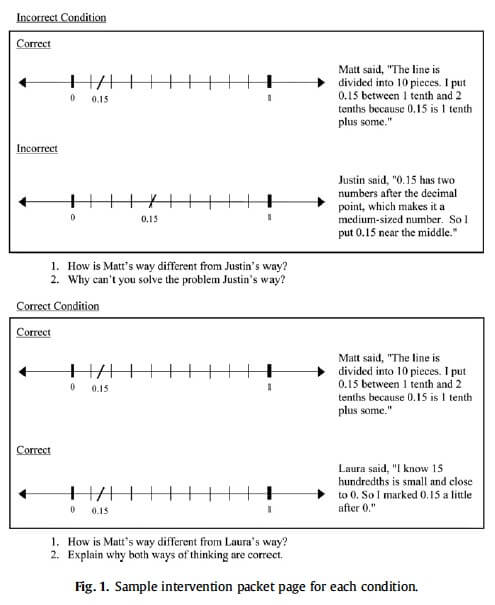 Incorrect Condition
Correct
0 0.15 1
Matt said, "The line is
divided into 10 pieces. I put
0.15 between 1 tenth and 2
tenths because 0.15 is 1 tenth
plus some."
Incorrect
0 0.15 1
Justin said, "0.15 has two
numbers after the decimal
point, which makes it a
medium-sized number. So I
put 0.15 near the middle."
1. How is Matt's way different from Justin's way?
2. Why can't you solve the problem Justin's way?
Correct Condition
Correct
0 0.15 1
Matt said, "The line is
divided into 10 pieces. I put
0.15 between 1 tenth and 2
tenths because 0.15 is 1 tenth
plus some."
Correct
0 0.15 1
Laura said, "I know 15
hundredths is small and close
to 0. So I marked 0.15 a little
after 0."
1. How is Matt's way different from Laura's way?
2. Explain why both ways of thinking are correct.
Fig. 1. Sample intervention packet page for each condition.